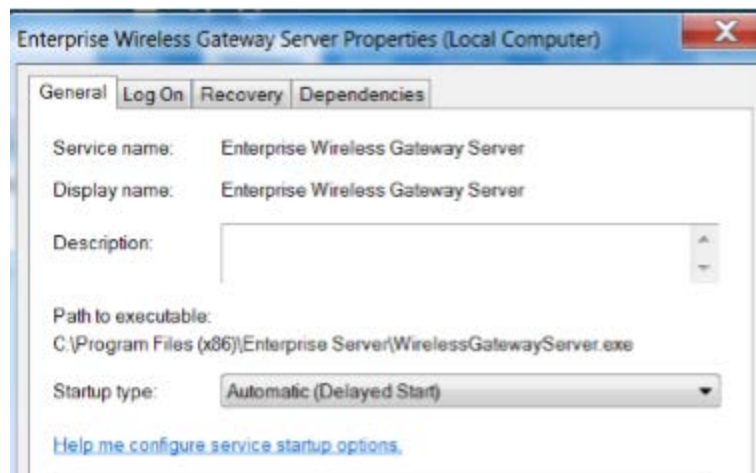 Enterprise Wireless Gateway Server Properties (Local Computer)
General Log On Recovery Dependencies
Service name: Enterprise Wireless Gateway Server
Display name: Enterprise Wireless Gateway Server
Description:
Path to executable:
C:\Program Files (x86)\Enterprise Server\WirelessGatewayServer.exe
Startup type: Automatic (Delayed Start)
Help me configure service startup options.